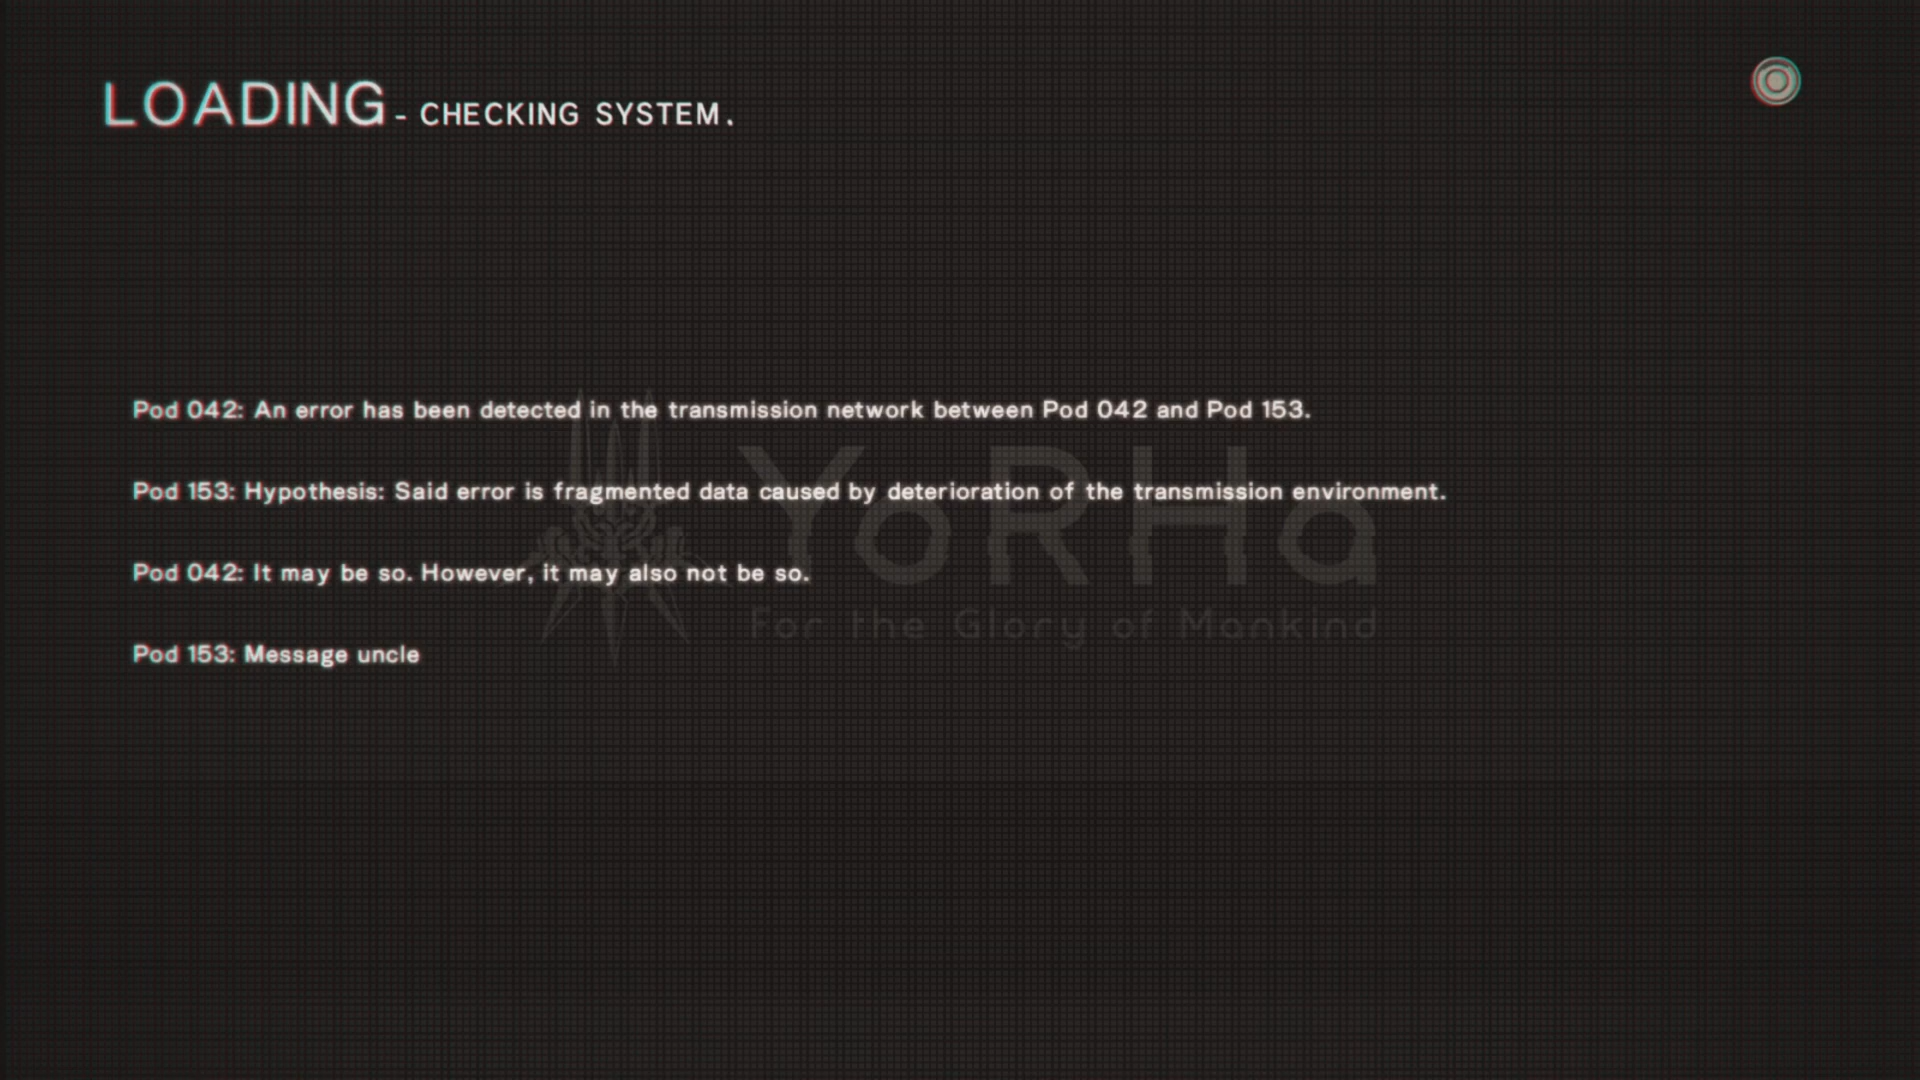 LOADING - CHECKING SYSTEM.
Pod 042: An error has been detected in the transmission network between Pod 042 and Pod 153.
Pod 153: Hypothesis: Said error is fragmented data caused by deterioration of the transmission environment.
YoRHa
Pod 042: It may be so. However, it may also not be so.
For the Glory of Mankind
Pod 153: Message uncle